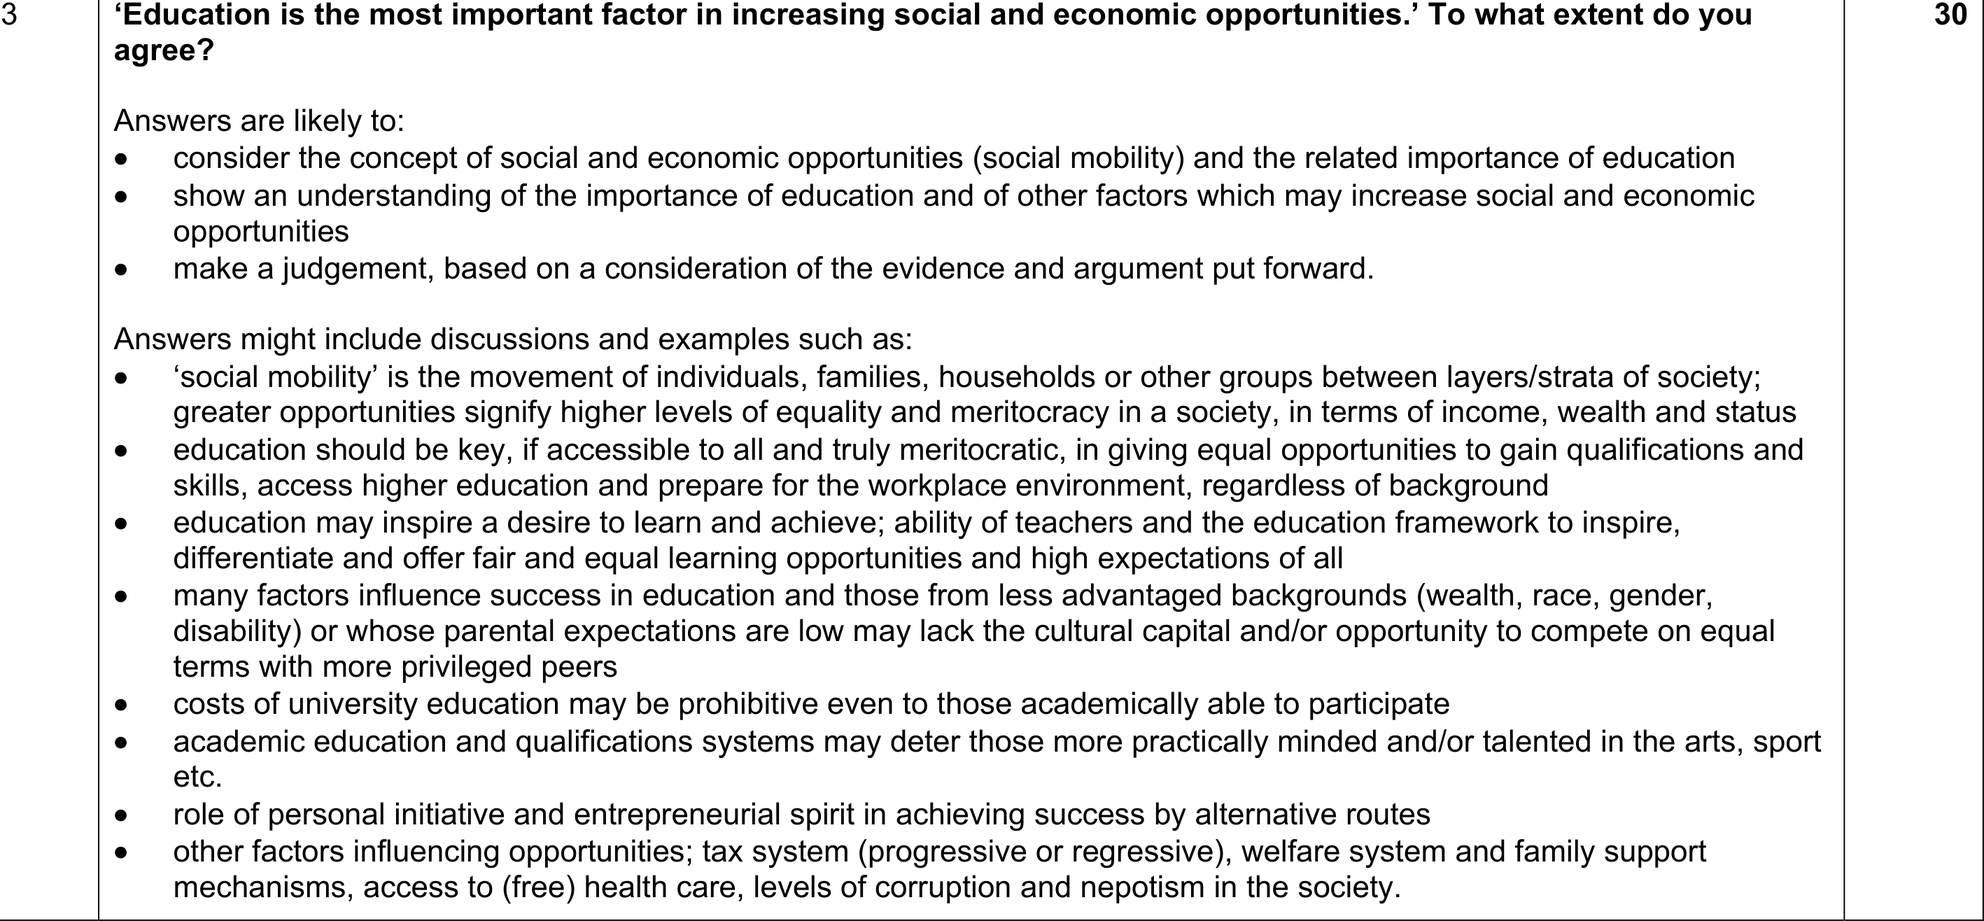 3
‘Education is the most important factor in increasing social and economic opportunities.’ To what extent do you
agree?
30
Answers are likely to:
• consider the concept of social and economic opportunities (social mobility) and the related importance of education
• show an understanding of the importance of education and of other factors which may increase social and economic
opportunities
• make a judgement, based on a consideration of the evidence and argument put forward.
Answers might include discussions and examples such as:
• ‘social mobility’ is the movement of individuals, families, households or other groups between layers/strata of society;
greater opportunities signify higher levels of equality and meritocracy in a society, in terms of income, wealth and status
• education should be key, if accessible to all and truly meritocratic, in giving equal opportunities to gain qualifications and
skills, access higher education and prepare for the workplace environment, regardless of background
• education may inspire a desire to learn and achieve; ability of teachers and the education framework to inspire,
differentiate and offer fair and equal learning opportunities and high expectations of all
• many factors influence success in education and those from less advantaged backgrounds (wealth, race, gender,
disability) or whose parental expectations are low may lack the cultural capital and/or opportunity to compete on equal
terms with more privileged peers
• costs of university education may be prohibitive even to those academically able to participate
• academic education and qualifications systems may deter those more practically minded and/or talented in the arts, sport
etc.
• role of personal initiative and entrepreneurial spirit in achieving success by alternative routes
• other factors influencing opportunities; tax system (progressive or regressive), welfare system and family support
mechanisms, access to (free) health care, levels of corruption and nepotism in the society.